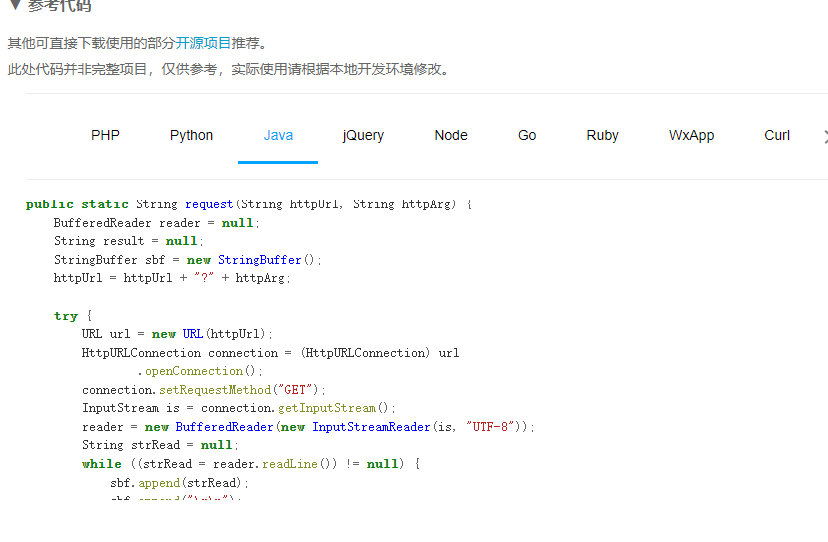 ▼ 参考代码
其他可直接下载使用的部分开源项目推荐。
此处代码并非完整项目，仅供参考，实际使用请根据本地开发环境修改。
PHP Python Java jQuery Node Go Ruby WxApp Curl
public static String request(String httpUrl, String httpArg) {
    BufferedReader reader = null;
    String result = null;
    StringBuffer sbf = new StringBuffer();
    httpUrl = httpUrl + "?" + httpArg;
    try {
        URL url = new URL(httpUrl);
        HttpURLConnection connection = (HttpURLConnection) url
                .openConnection();
        connection.setRequestMethod("GET");
        InputStream is = connection.getInputStream();
        reader = new BufferedReader(new InputStreamReader(is, "UTF-8"));
        String strRead = null;
        while ((strRead = reader.readLine()) != null) {
            sbf.append(strRead);
            sbf.append("\r\n");